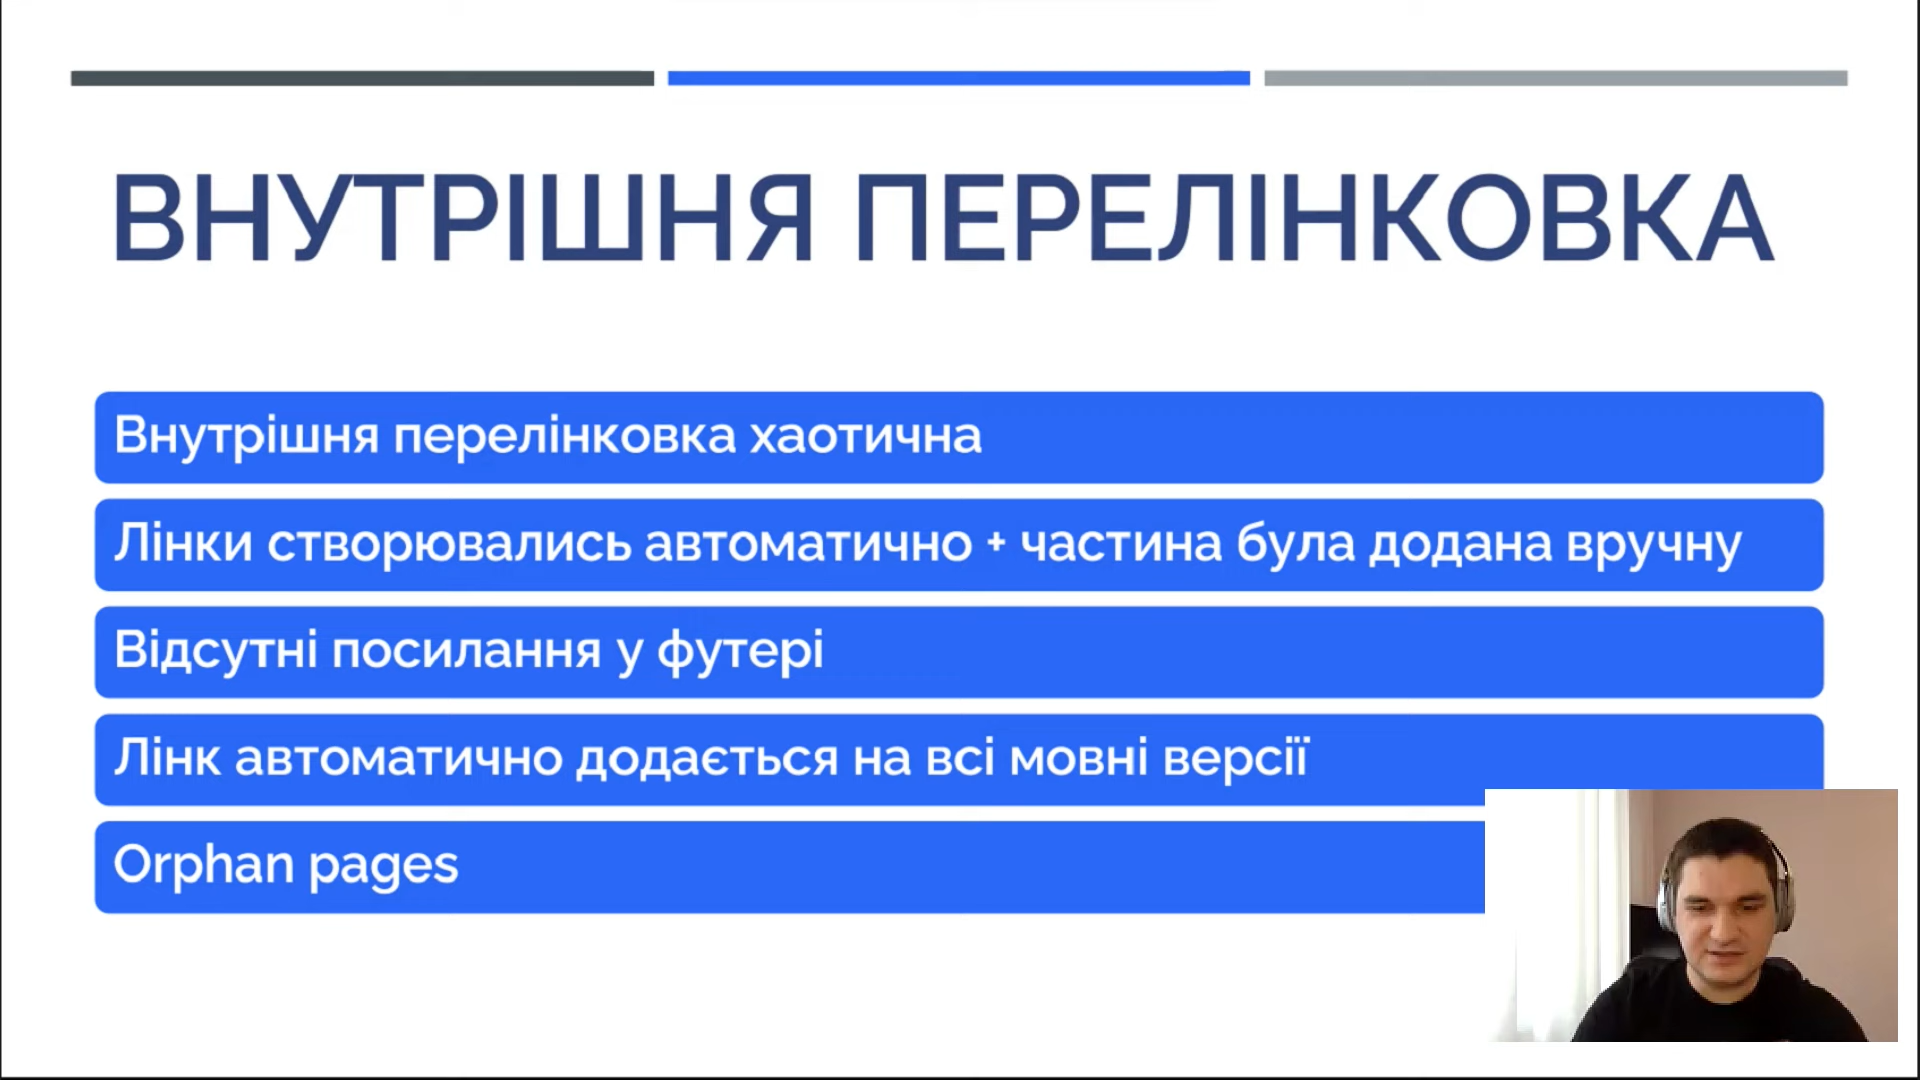 ВНУТРІШНЯ ПЕРЕЛІНКОВКА
Внутрішня перелінковка хаотична
Лінки створювались автоматично + частина була додана вручну
Відсутні посилання у футері
Лінк автоматично додається на всі мовні версії
Orphan pages